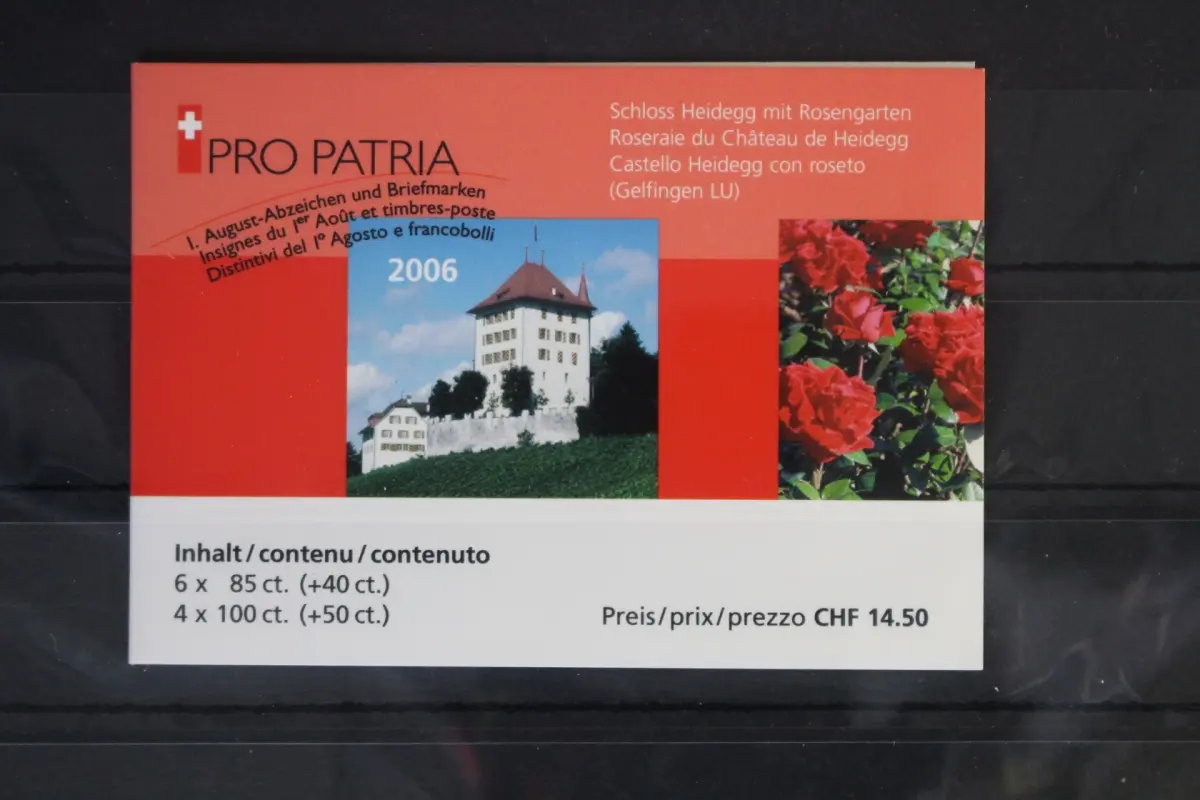 PRO PATRIA
1. August-Abzeichen und Briefmarken
Insignes du 1er Août et timbres-poste
Distintivi del 1º Agosto e francobolli
Schloss Heidegg mit Rosengarten
Roseraie du Château de Heidegg
Castello Heidegg con roseto
(Gelfingen LU)
2006
Inhalt/contenu/contenuto
6 x 85 ct. (+40 ct.)
4 x 100 ct. (+50 ct.)
Preis/prix/prezzo CHF 14.50